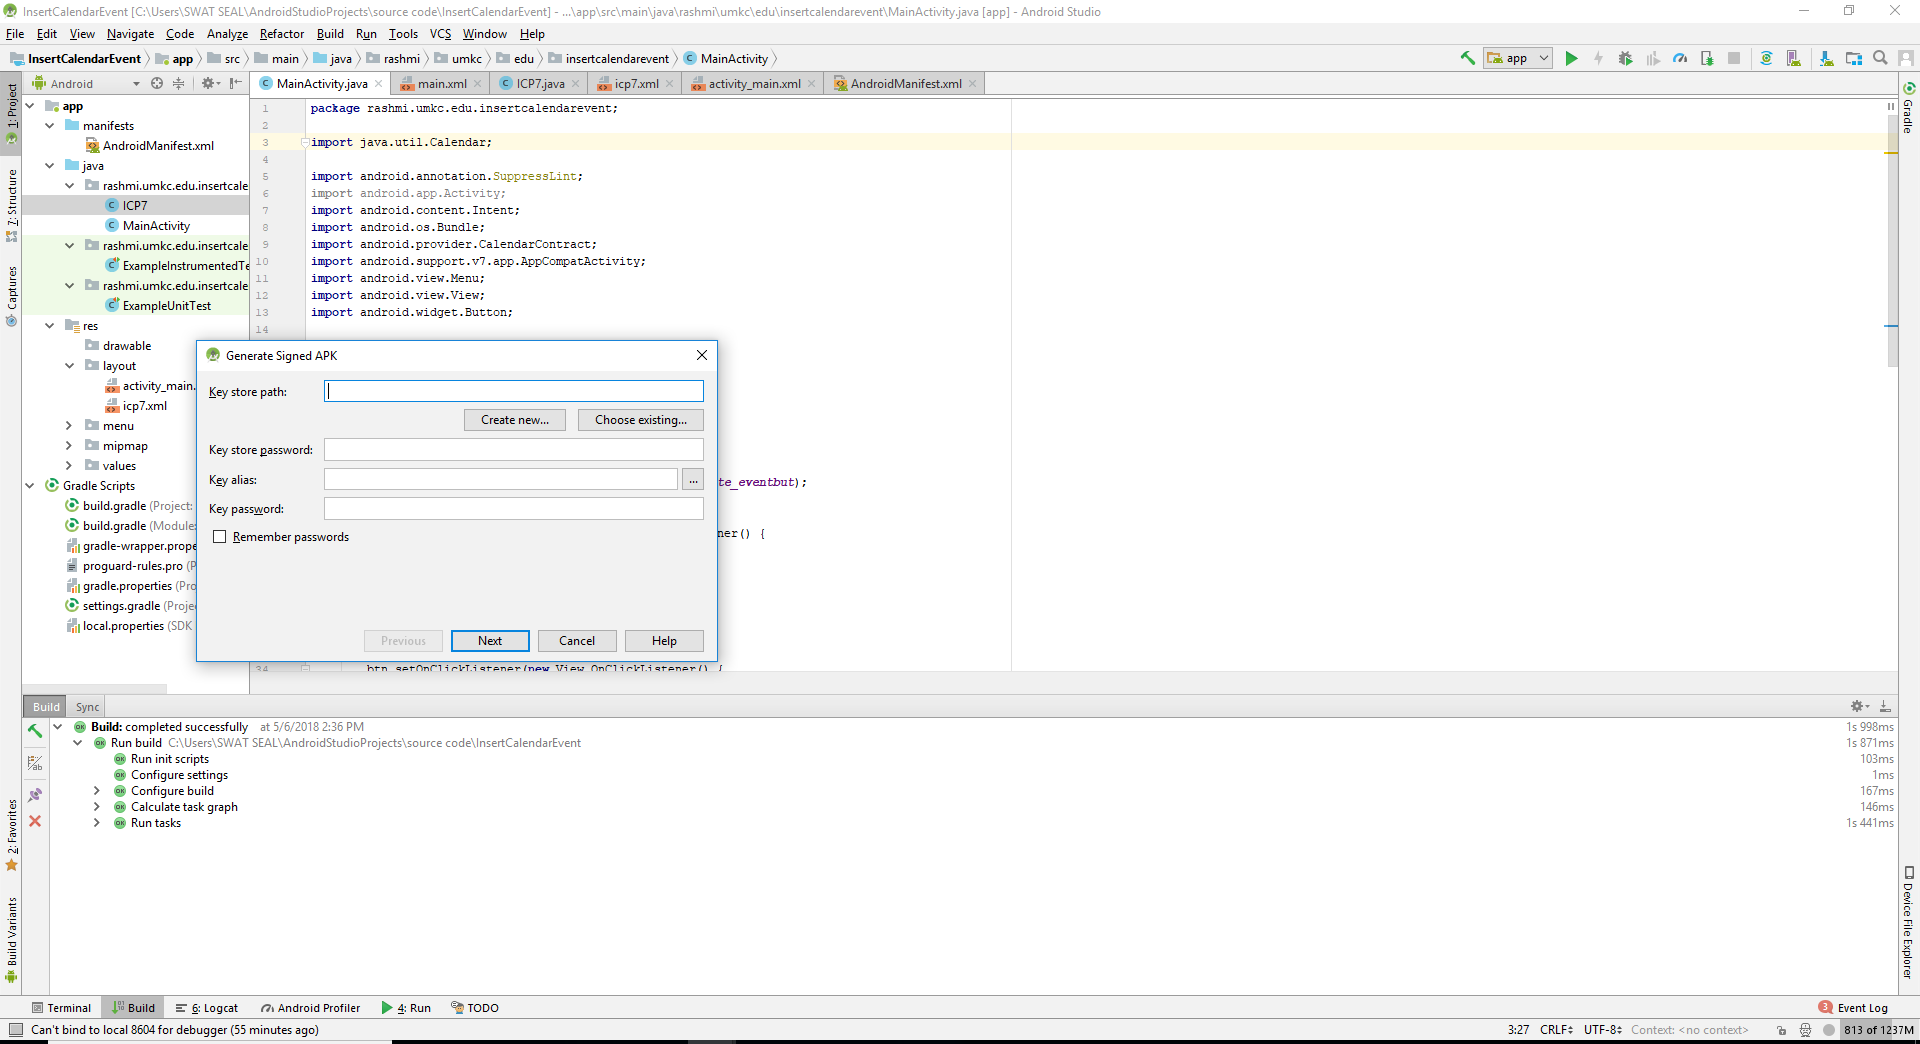 InsertCalendarEvent [C:\Users\SWAT SEAL\AndroidStudioProjects\source code\InsertCalendarEvent] - ...\app\src\main\java\rashmi\umkc\edu\insertcalendarevent\MainActivity.java [app] - Android Studio
File Edit View Navigate Code Analyze Refactor Build Run Tools VCS Window Help
InsertCalendarEvent app src main java rashmi umkc edu insertcalendarevent MainActivity app
Android MainActivity.java main.xml ICP7.java icp7.xml activity_main.xml AndroidManifest.xml
1: Project
7: Structure
Captures
2: Favorites
Build Variants
app
manifests
AndroidManifest.xml
java
rashmi.umkc.edu.insertcale
ICP7
MainActivity
rashmi.umkc.edu.insertcale
ExampleInstrumentedTe
rashmi.umkc.edu.insertcale
ExampleUnitTest
res
drawable
layout
activity_main.
icp7.xml
menu
mipmap
values
Gradle Scripts
build.gradle (Project:
build.gradle (Module:
gradle-wrapper.prope
proguard-rules.pro (P
gradle.properties (Pro
settings.gradle (Proje
local.properties (SDK
1 package rashmi.umkc.edu.insertcalendarevent;
2
3 import java.util.Calendar;
4
5 import android.annotation.SuppressLint;
6 import android.app.Activity;
7 import android.content.Intent;
8 import android.os.Bundle;
9 import android.provider.CalendarContract;
10 import android.support.v7.app.AppCompatActivity;
11 import android.view.Menu;
12 import android.view.View;
13 import android.widget.Button;
14
te_eventbut);
ner() {
34 btn.setOnClickListener(new View.OnClickListener() {
Generate Signed APK
Key store path:
Create new... Choose existing...
Key store password:
Key alias: ...
Key password:
Remember passwords
Previous Next Cancel Help
Gradle
Device File Explorer
Build Sync
Build: completed successfully at 5/6/2018 2:36 PM 1s 998ms
Run build C:\Users\SWAT SEAL\AndroidStudioProjects\source code\InsertCalendarEvent 1s 871ms
Run init scripts 103ms
Configure settings 1ms
Configure build 167ms
Calculate task graph 146ms
Run tasks 1s 441ms
Terminal Build 6: Logcat Android Profiler 4: Run TODO 3 Event Log
Can't bind to local 8604 for debugger (55 minutes ago) 3:27 CRLF UTF-8 Context: <no context> 813 of 1237M